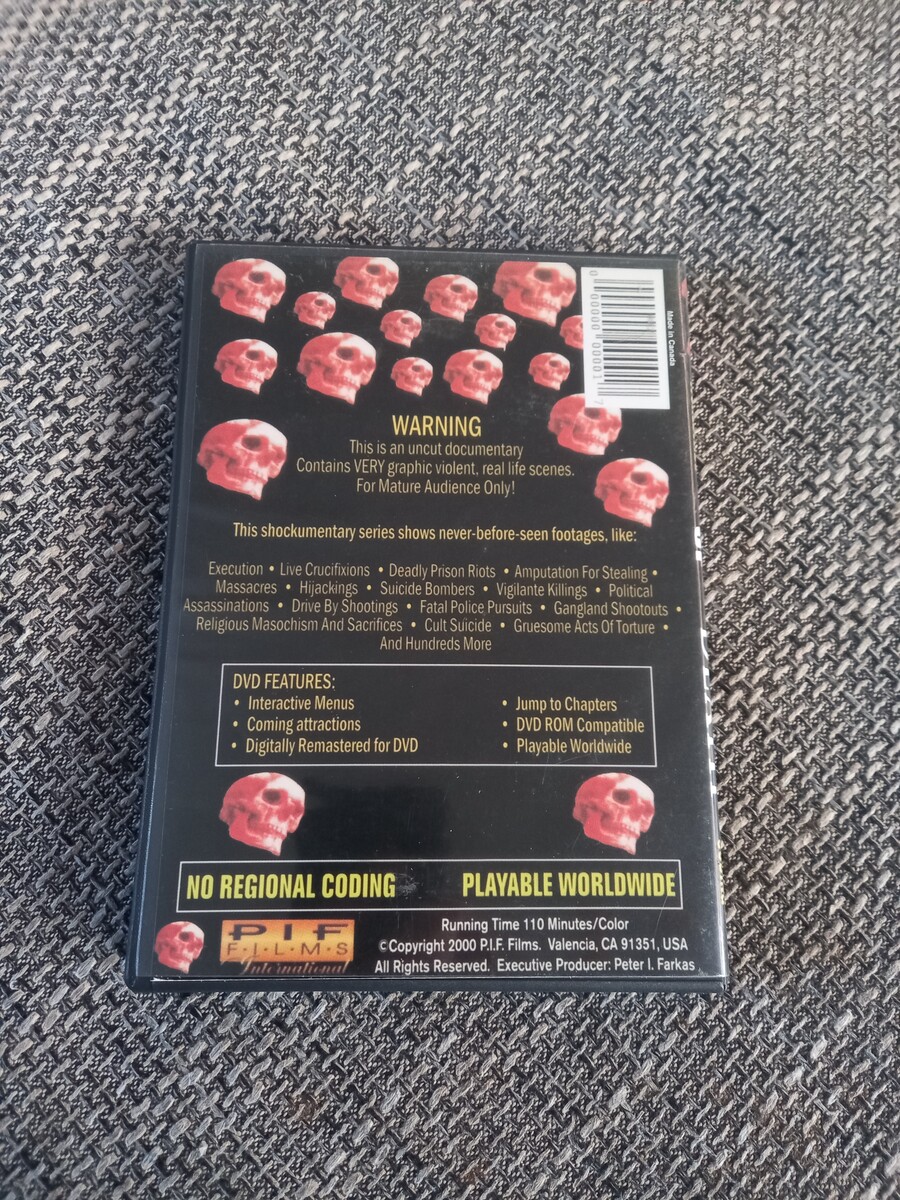 Made in Canada
0 00000 00001 7
WARNING
This is an uncut documentary
Contains VERY graphic violent, real life scenes.
For Mature Audience Only!
This shockumentary series shows never-before-seen footages, like:
Execution • Live Crucifixions • Deadly Prison Riots • Amputation For Stealing •
Massacres • Hijackings • Suicide Bombers • Vigilante Killings • Political
Assassinations • Drive By Shootings • Fatal Police Pursuits • Gangland Shootouts •
Religious Masochism And Sacrifices • Cult Suicide • Gruesome Acts Of Torture •
And Hundreds More
DVD FEATURES:
• Interactive Menus
• Coming attractions
• Digitally Remastered for DVD
• Jump to Chapters
• DVD ROM Compatible
• Playable Worldwide
NO REGIONAL CODING PLAYABLE WORLDWIDE
PIF
F·I·L·M·S
International
Running Time 110 Minutes/Color
©Copyright 2000 P.I.F. Films. Valencia, CA 91351, USA
All Rights Reserved. Executive Producer: Peter I. Farkas